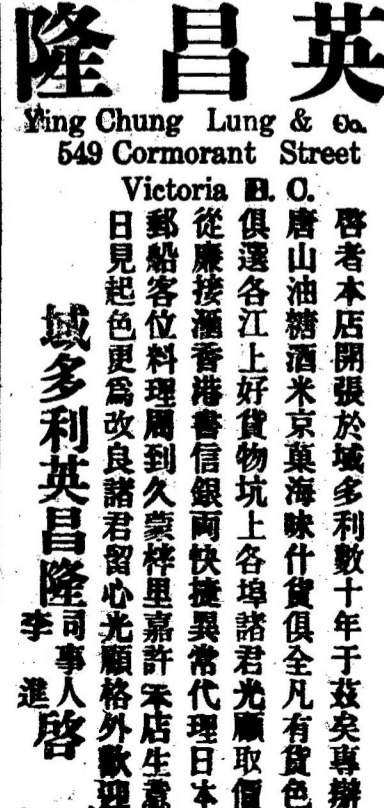 英昌隆
Ying Chung Lung & Co.
549 Cormorant Street
Victoria B. C.
啓者本店開張於域多利數十年于茲矣專辦
唐山油糖酒米京菓海味什貨俱全凡有貨色
俱選各江上好貨物坑上各埠諸君光顧取價
從廉接滙香港書信銀両快捷異常代理日本
郵船客位料理周到久蒙梓里嘉許本店生意
日見起色更爲改良諸君留心光顧格外歡迎
域多利英昌隆
司事人
李進
啓